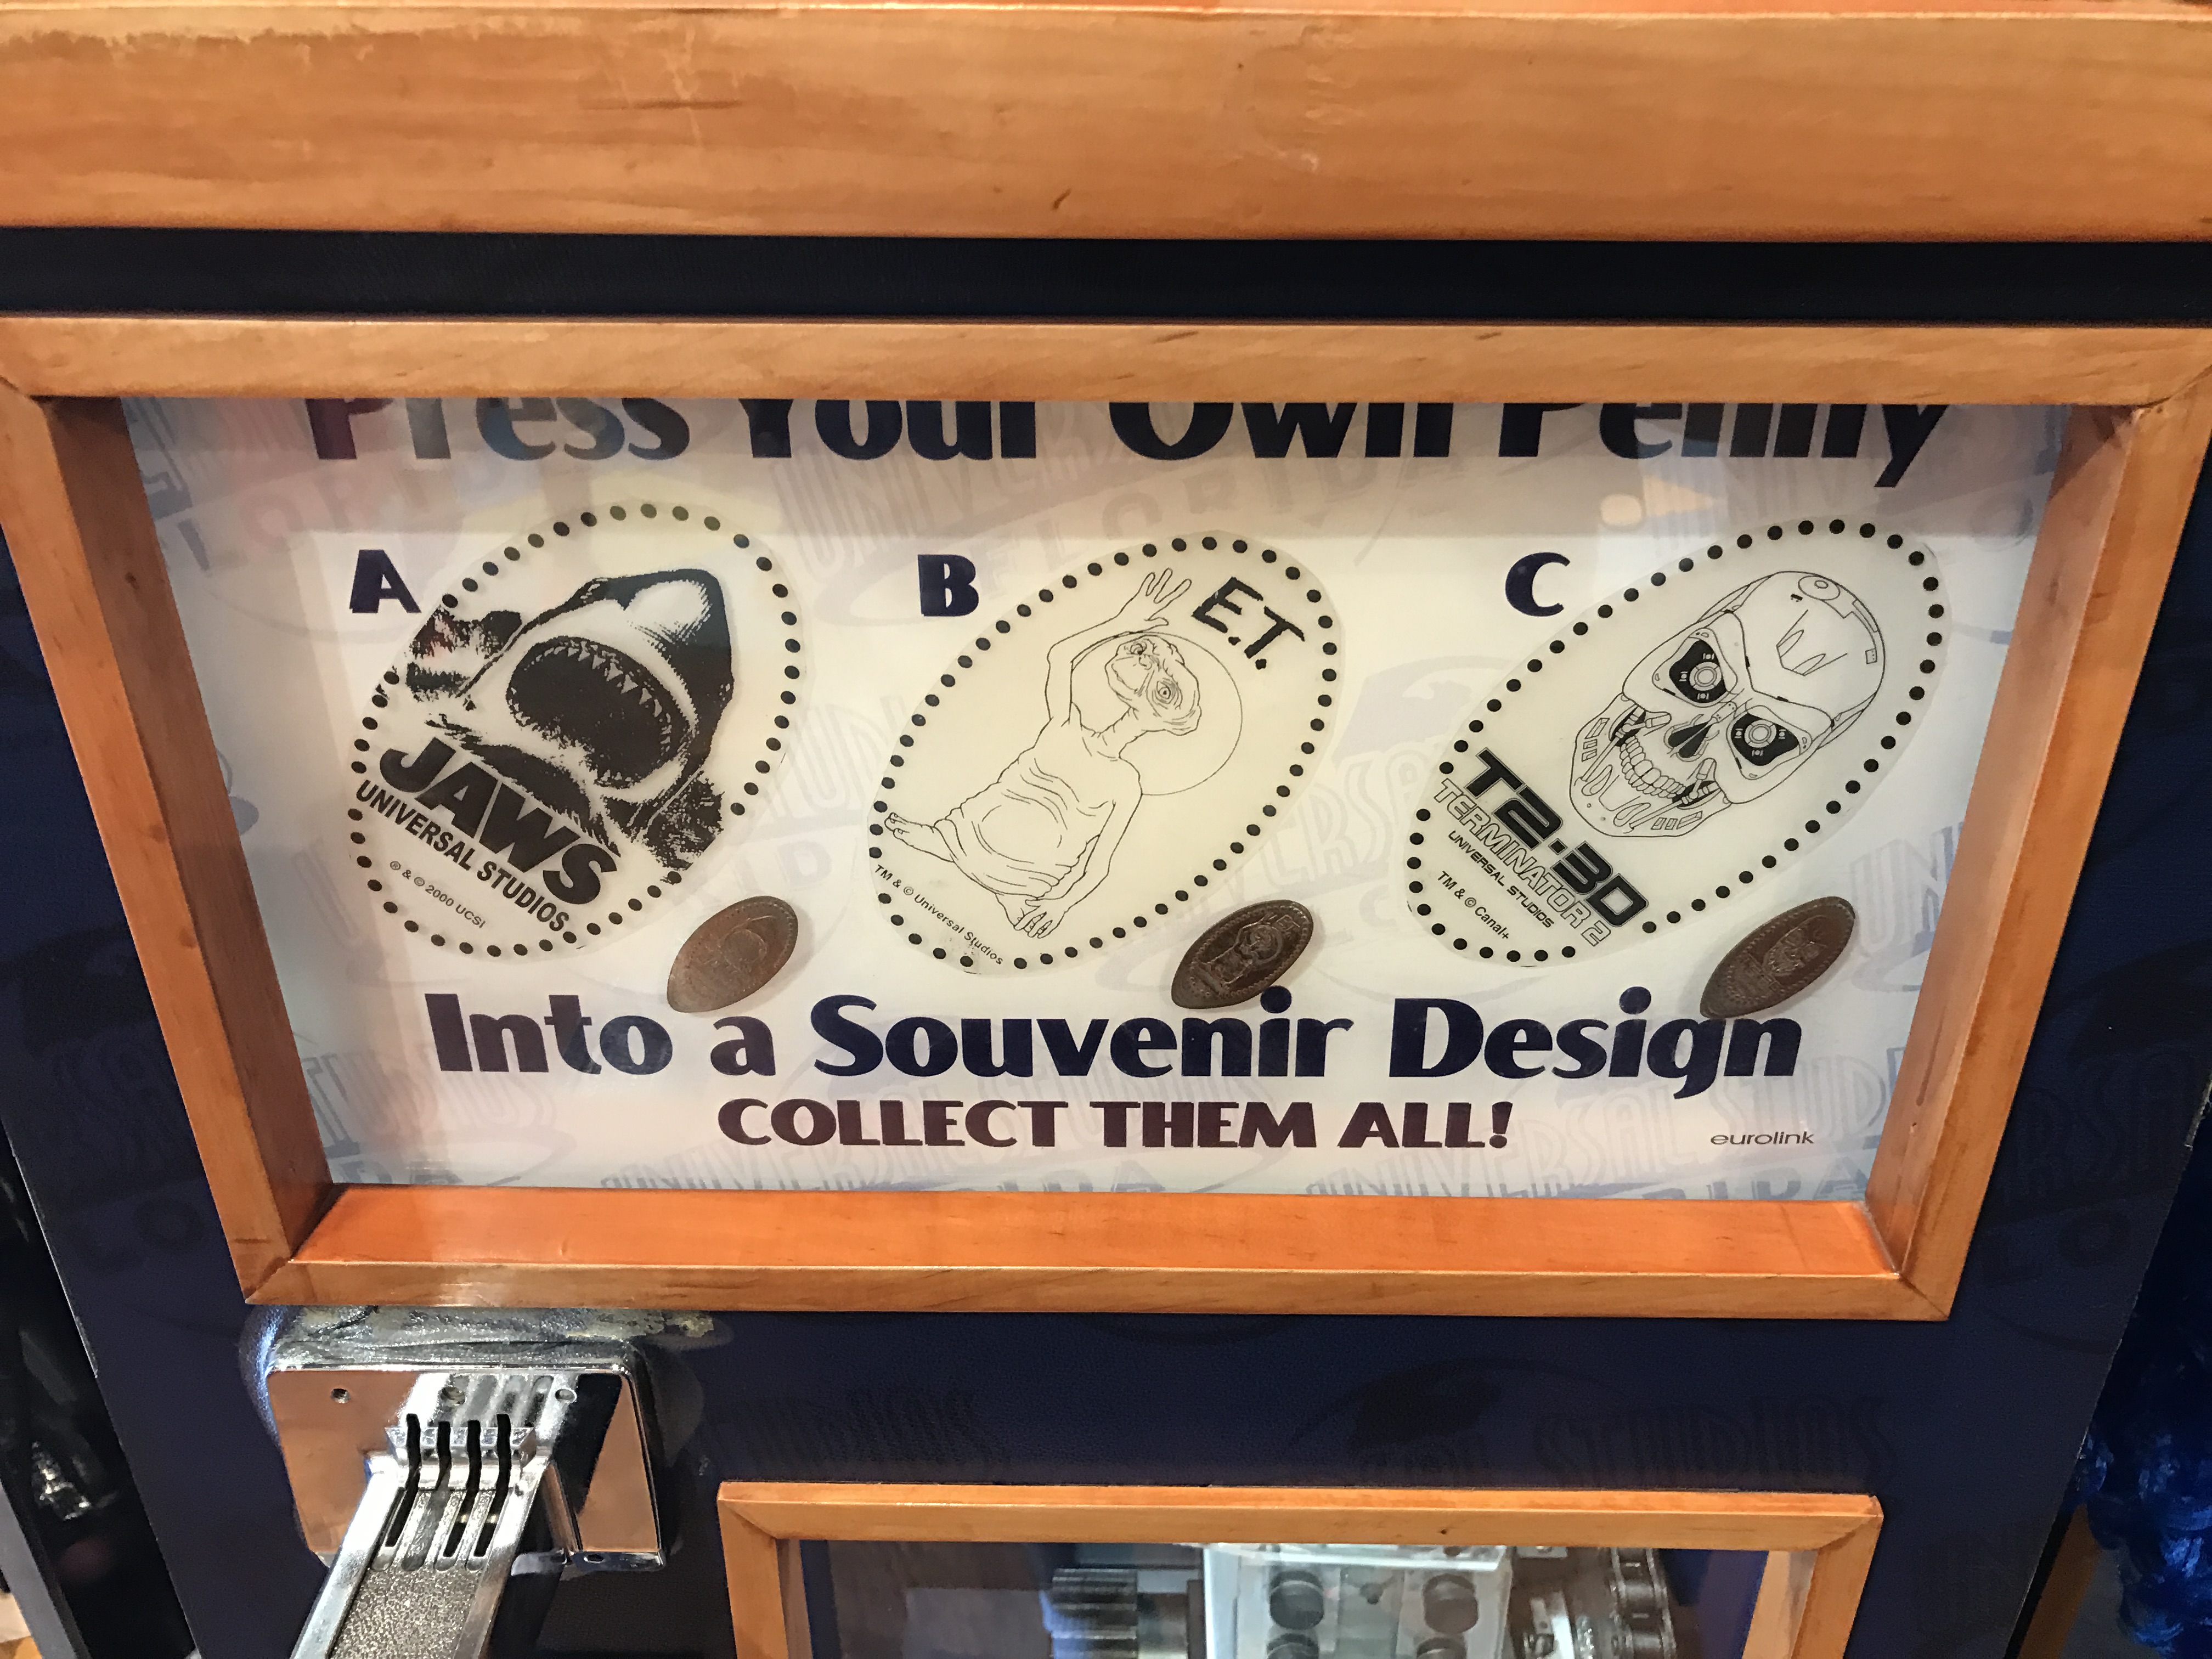 Press Your Own Penny
A
JAWS
UNIVERSAL STUDIOS
® & © 2000 UCSI
B
E.T.
TM & © Universal Studios
C
T2·3D
TERMINATOR 2
UNIVERSAL STUDIOS
TM & © Canal+
Into a Souvenir Design
COLLECT THEM ALL!
eurolink